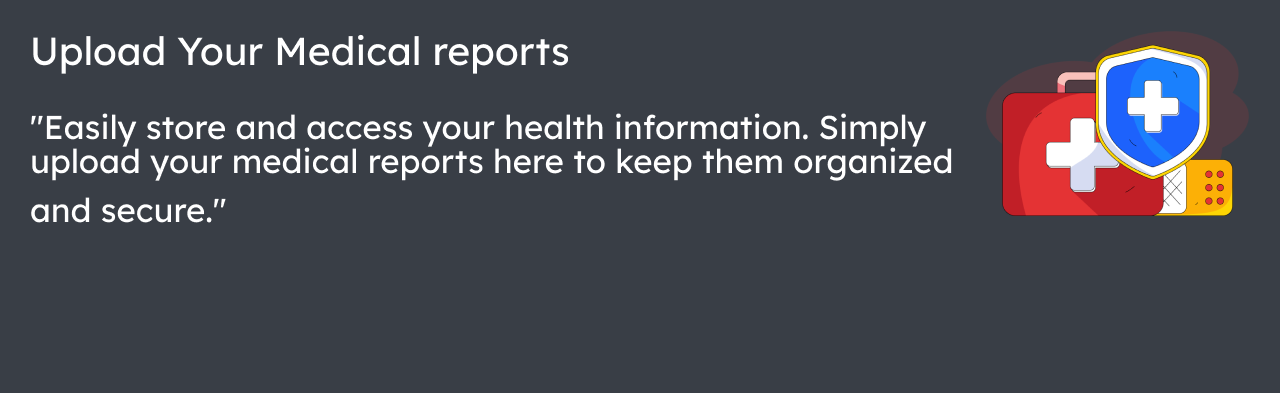 Upload Your Medical reports
"Easily store and access your health information. Simply
upload your medical reports here to keep them organized
and secure."